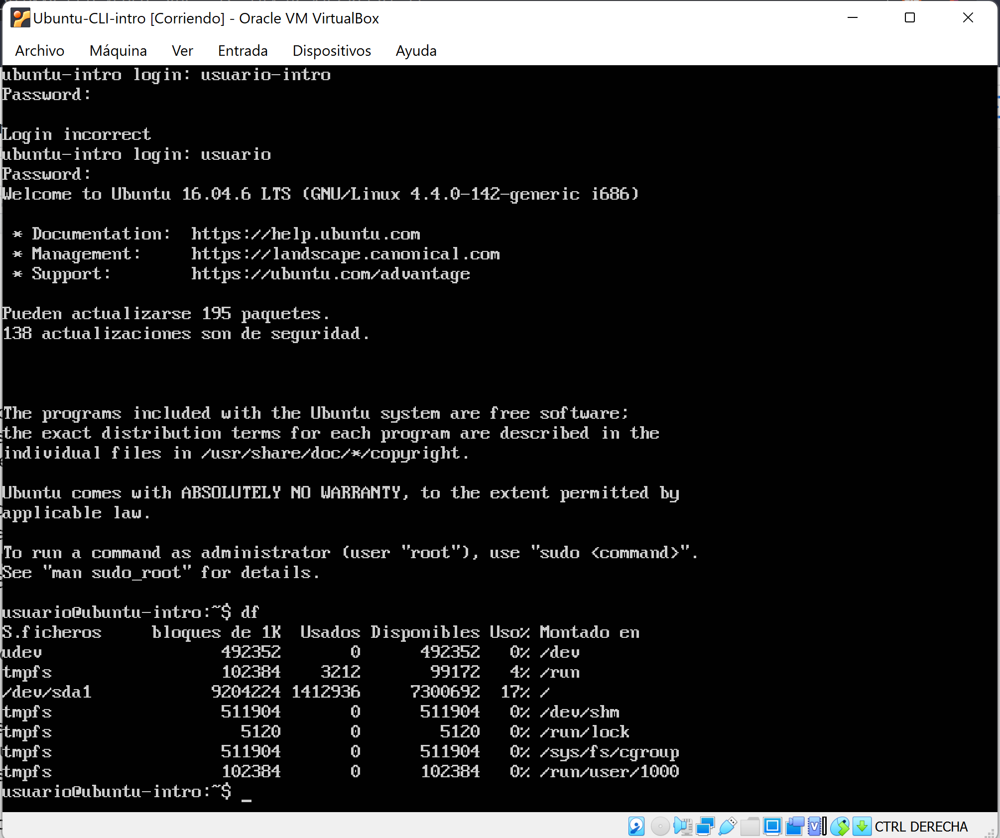 Ubuntu-CLI-intro [Corriendo] - Oracle VM VirtualBox
Archivo Máquina Ver Entrada Dispositivos Ayuda
ubuntu-intro login: usuario-intro
Password:
Login incorrect
ubuntu-intro login: usuario
Password:
Welcome to Ubuntu 16.04.6 LTS (GNU/Linux 4.4.0-142-generic i686)
* Documentation:  https://help.ubuntu.com
* Management:     https://landscape.canonical.com
* Support:        https://ubuntu.com/advantage
Pueden actualizarse 195 paquetes.
138 actualizaciones son de seguridad.
The programs included with the Ubuntu system are free software;
the exact distribution terms for each program are described in the
individual files in /usr/share/doc/*/copyright.
Ubuntu comes with ABSOLUTELY NO WARRANTY, to the extent permitted by
applicable law.
To run a command as administrator (user "root"), use "sudo <command>".
See "man sudo_root" for details.
usuario@ubuntu-intro:~$ df
S.ficheros     bloques de 1K  Usados Disponibles Uso% Montado en
udev                  492352       0      492352   0% /dev
tmpfs                 102384    3212       99172   4% /run
/dev/sda1            9204224 1412936     7300692  17% /
tmpfs                 511904       0      511904   0% /dev/shm
tmpfs                   5120       0        5120   0% /run/lock
tmpfs                 511904       0      511904   0% /sys/fs/cgroup
tmpfs                 102384       0      102384   0% /run/user/1000
usuario@ubuntu-intro:~$ _
CTRL DERECHA